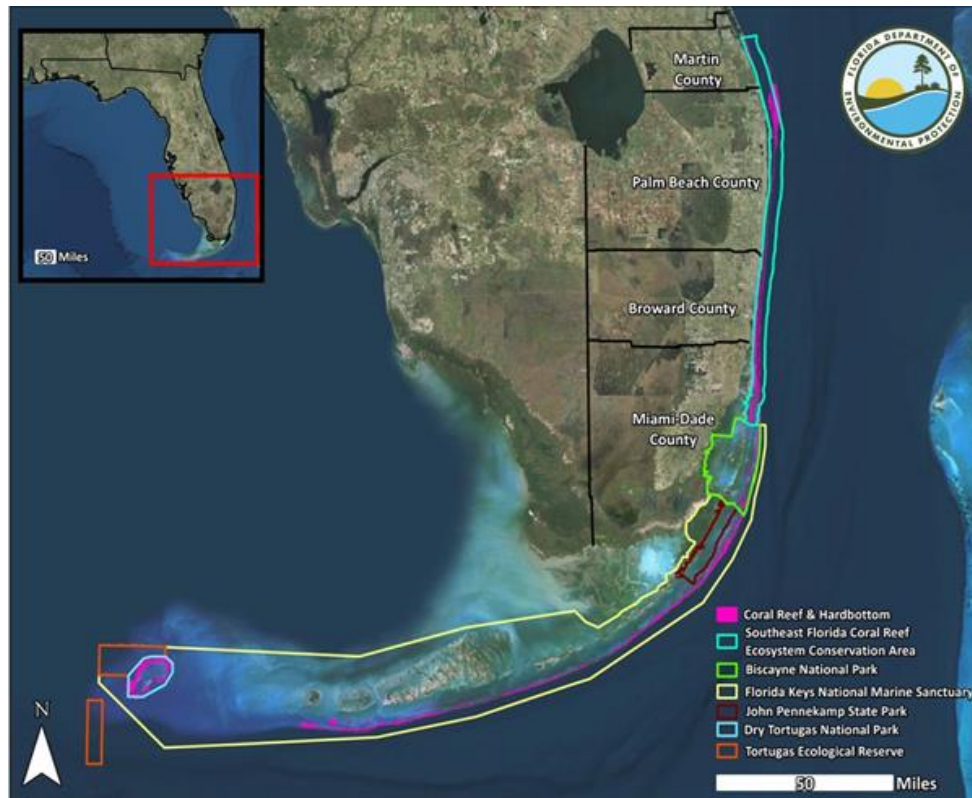 50 Miles
Martin
County
Palm Beach County
Broward County
Miami-Dade
County
FLORIDA DEPARTMENT OF
ENVIRONMENTAL PROTECTION
Coral Reef & Hardbottom
Southeast Florida Coral Reef
Ecosystem Conservation Area
Biscayne National Park
Florida Keys National Marine Sanctuary
John Pennekamp State Park
Dry Tortugas National Park
Tortugas Ecological Reserve
N
50 Miles